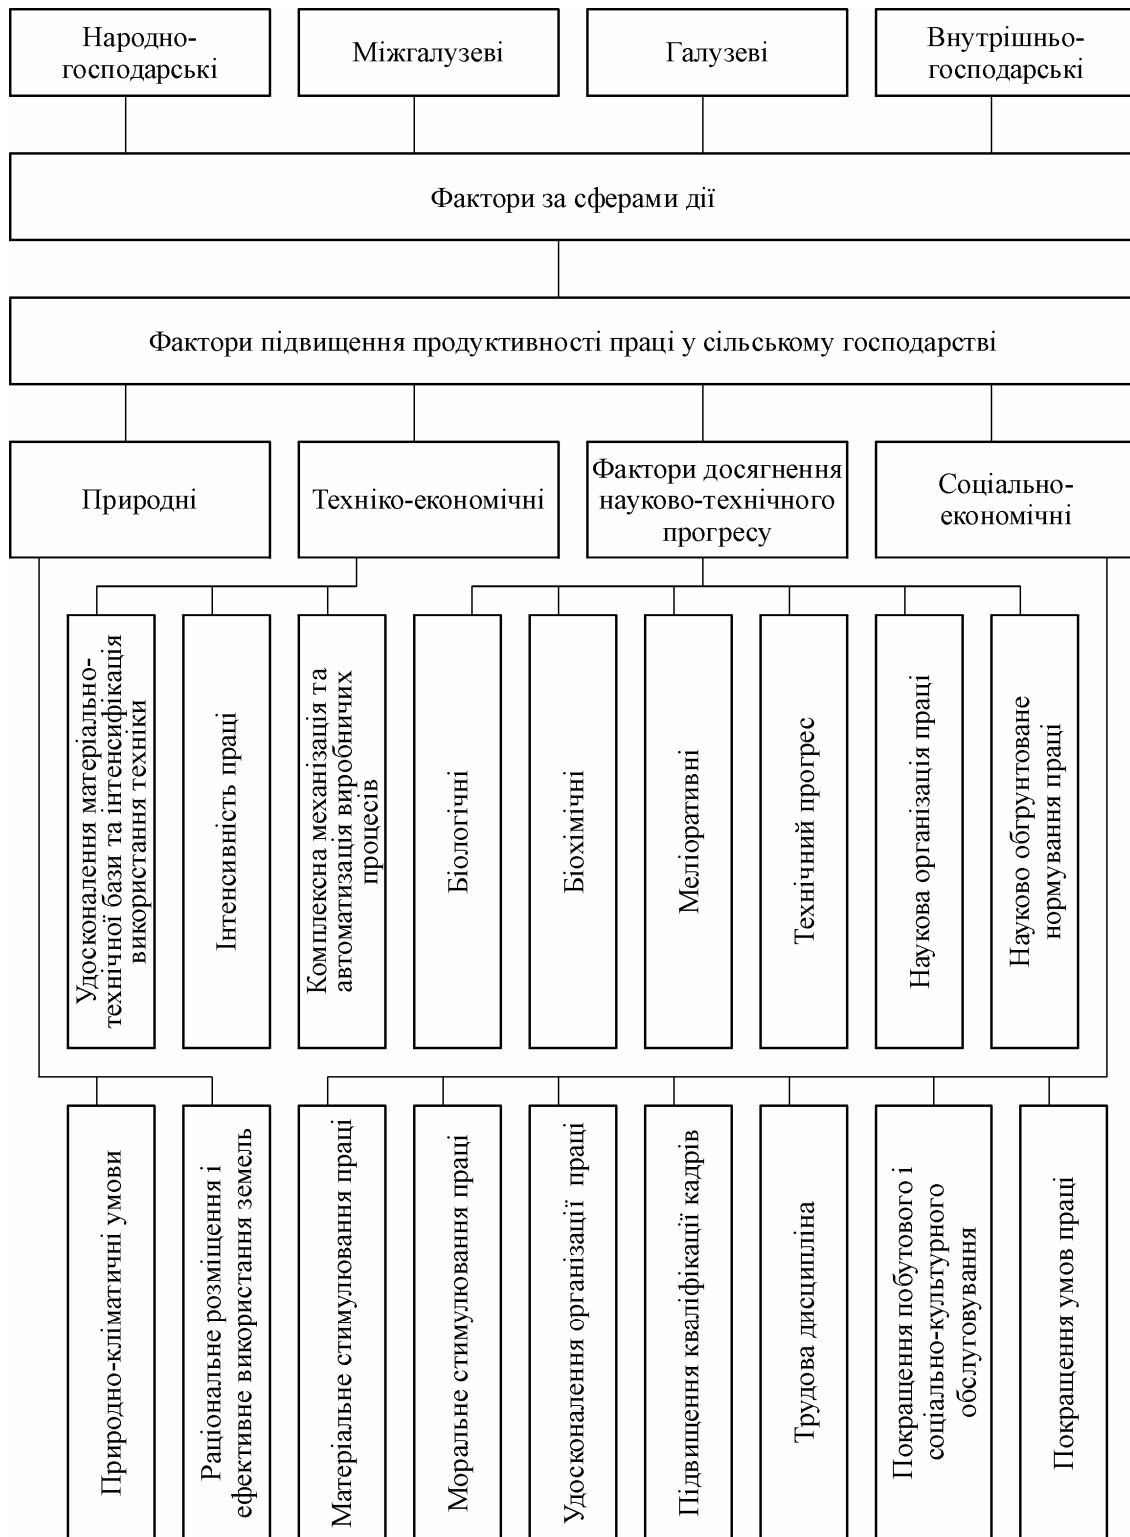 Народно-
господарські
Міжгалузеві
Галузеві
Внутрішньо-
господарські
Фактори за сферами дії
Фактори підвищення продуктивності праці у сільському господарстві
Природні
Техніко-економічні
Фактори досягнення
науково-технічного
прогресу
Соціально-
економічні
Удосконалення матеріально-
технічної бази та інтенсифікація
використання техніки
Інтенсивність праці
Комплексна механізація та
автоматизація виробничих
процесів
Біологічні
Біохімічні
Меліоративні
Технічний прогрес
Наукова організація праці
Науково обгрунтоване
нормування праці
Природно-кліматичні умови
Раціональне розміщення і
ефективне використання земель
Матеріальне стимулювання праці
Моральне стимулювання праці
Удосконалення організації праці
Підвищення кваліфікації кадрів
Трудова дисципліна
Покращення побутового і
соціально-культурного
обслуговування
Покращення умов праці